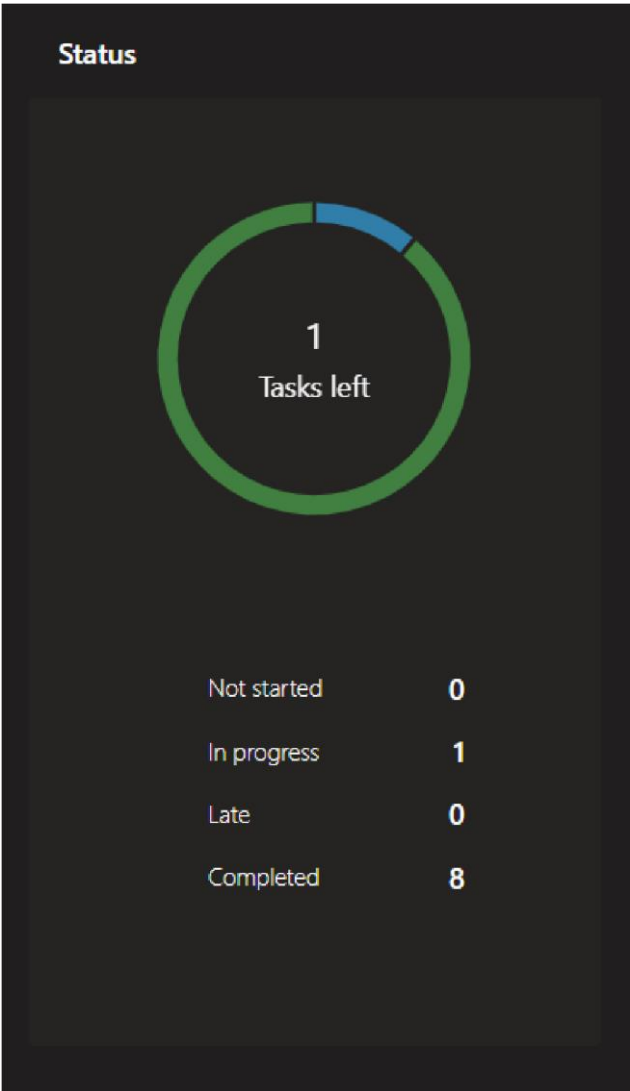 Status
1
Tasks left
Not started 0
In progress 1
Late 0
Completed 8